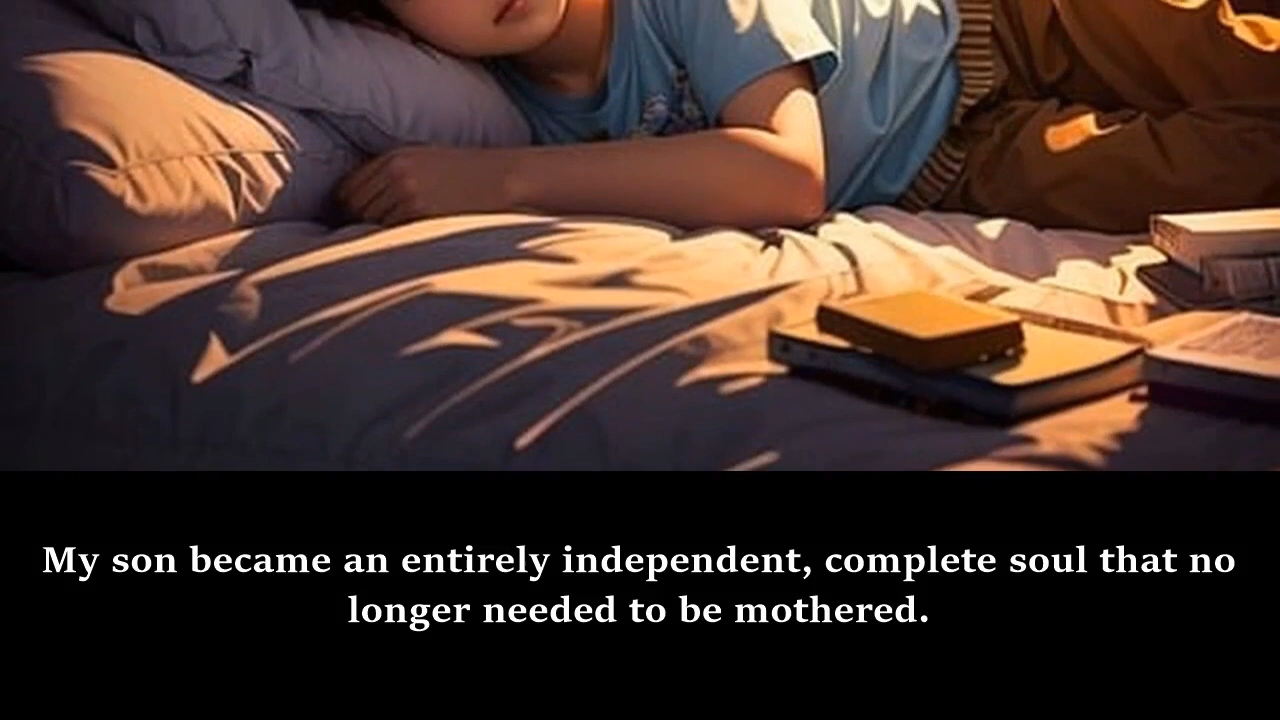 My son became an entirely independent, complete soul that no
longer needed to be mothered.